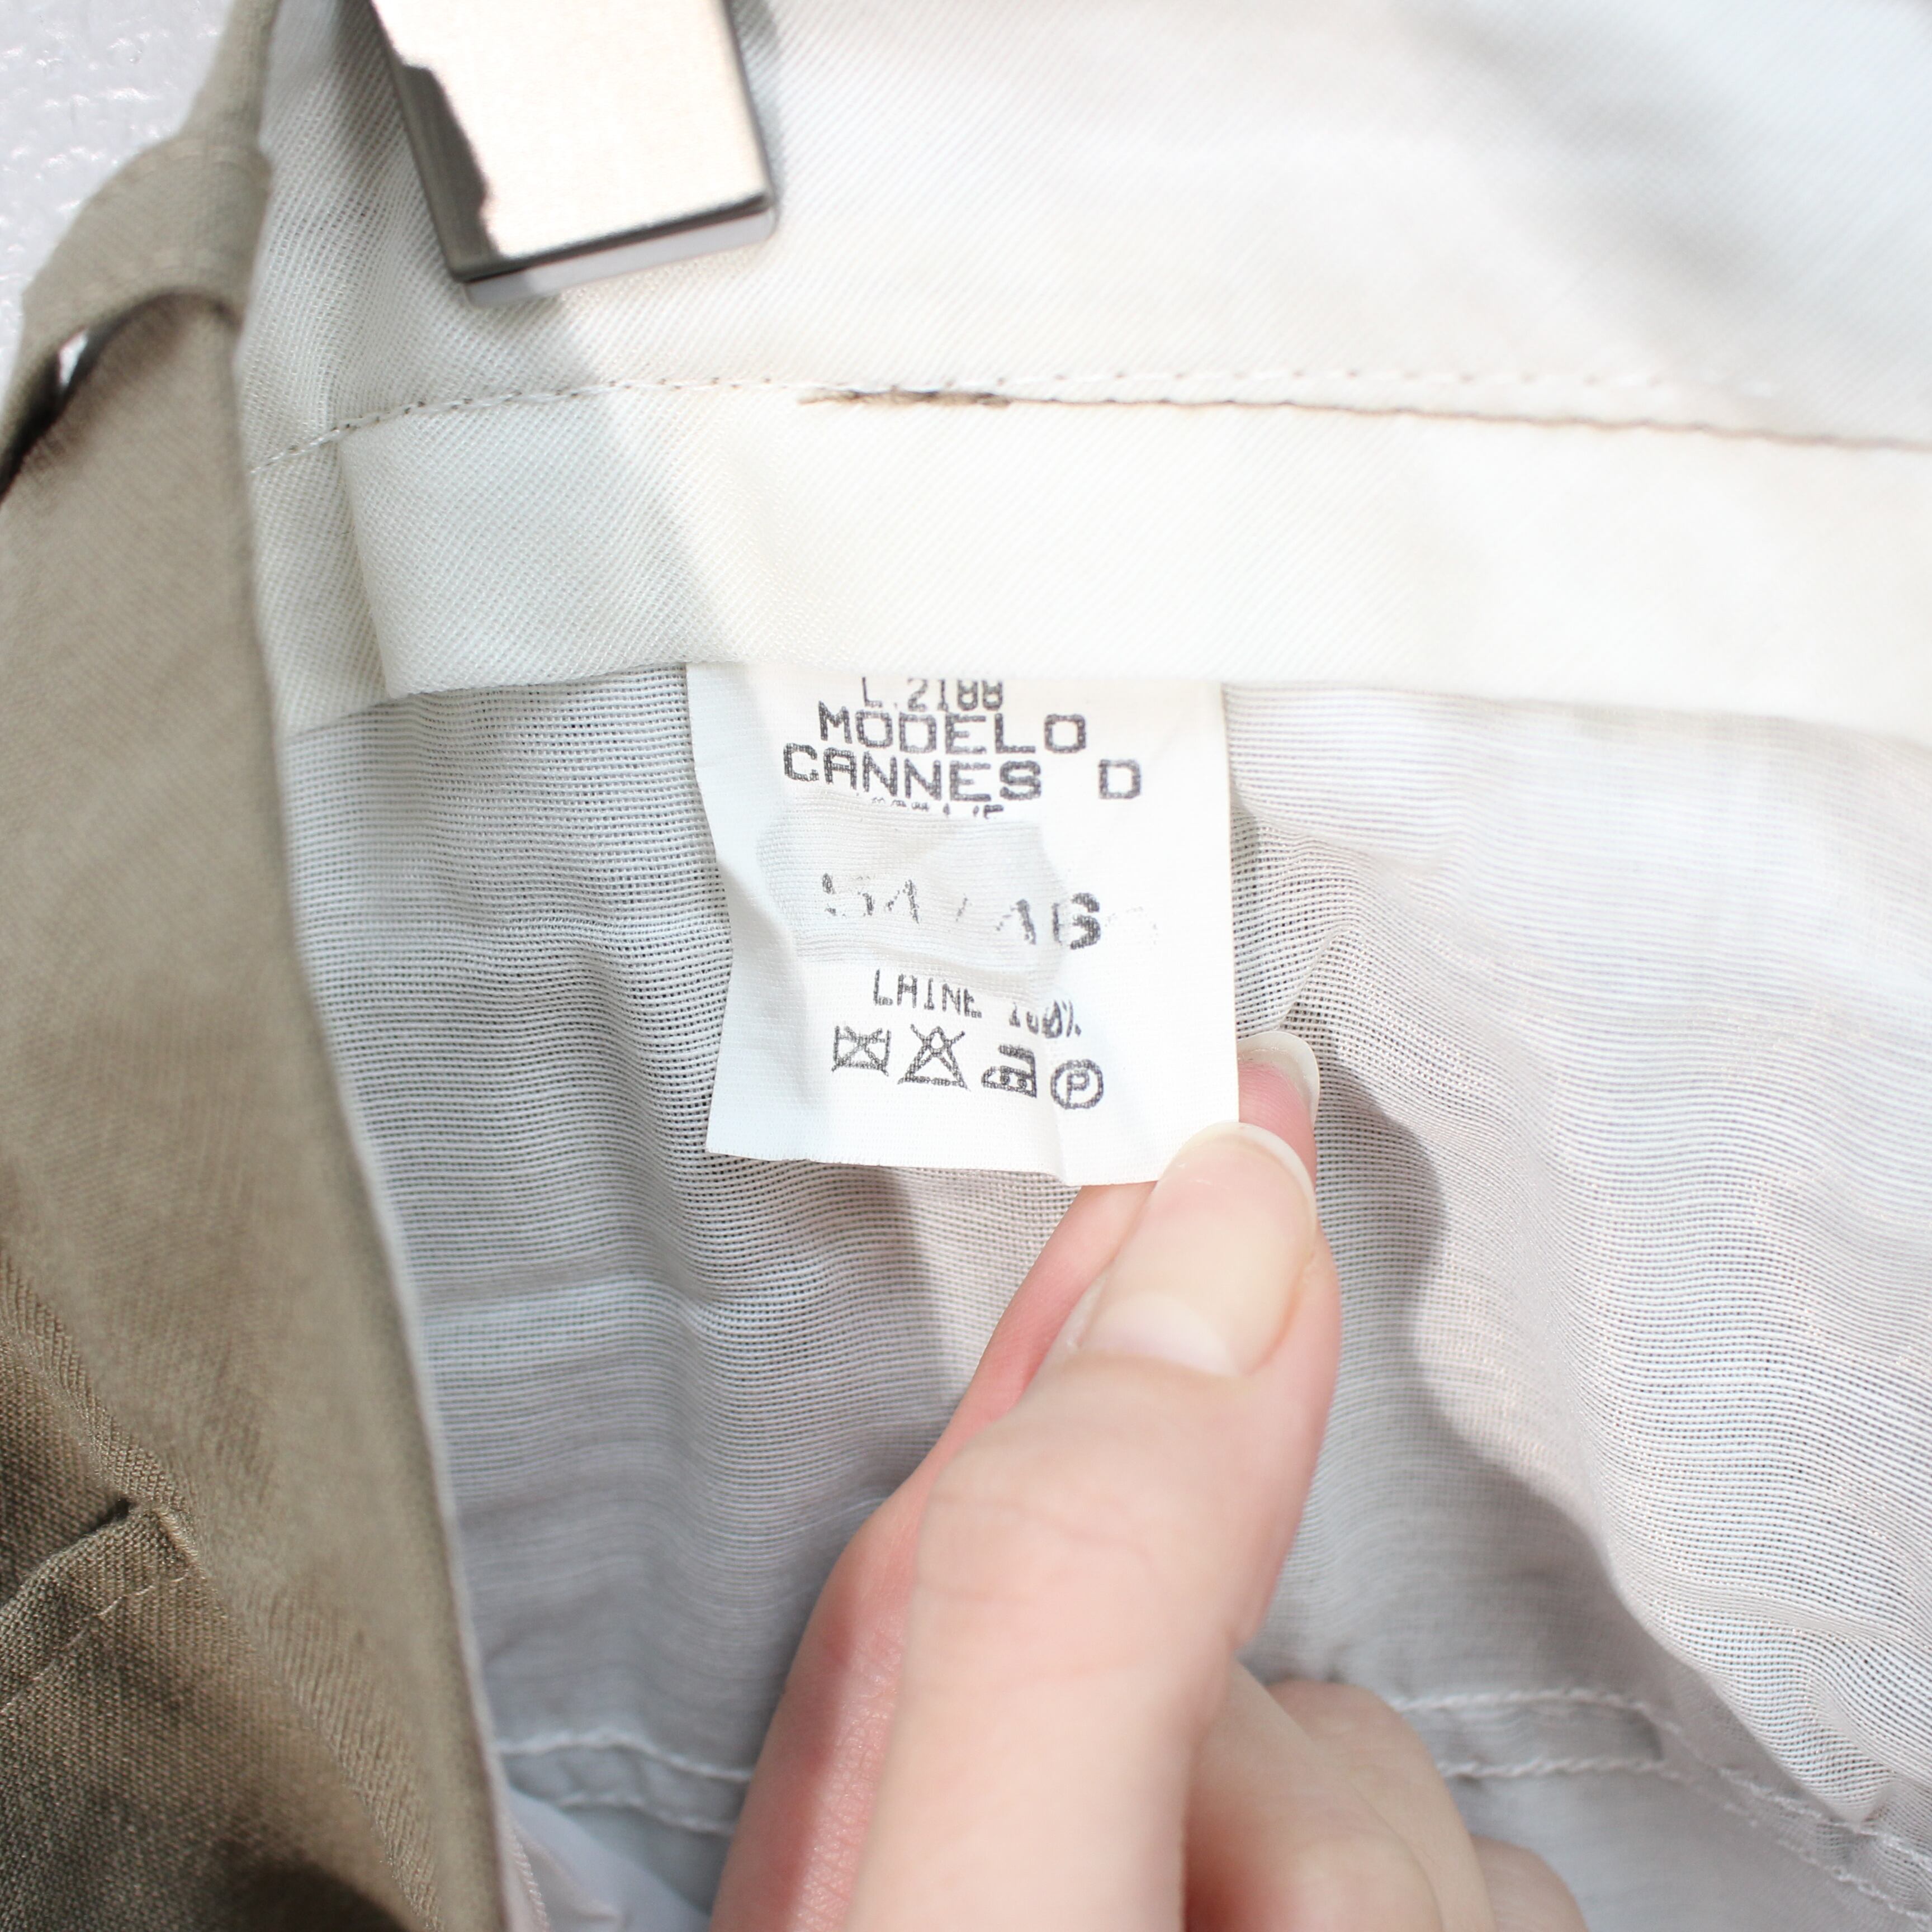 L.2188
MODELO
CANNES D
LAINE 100%
P